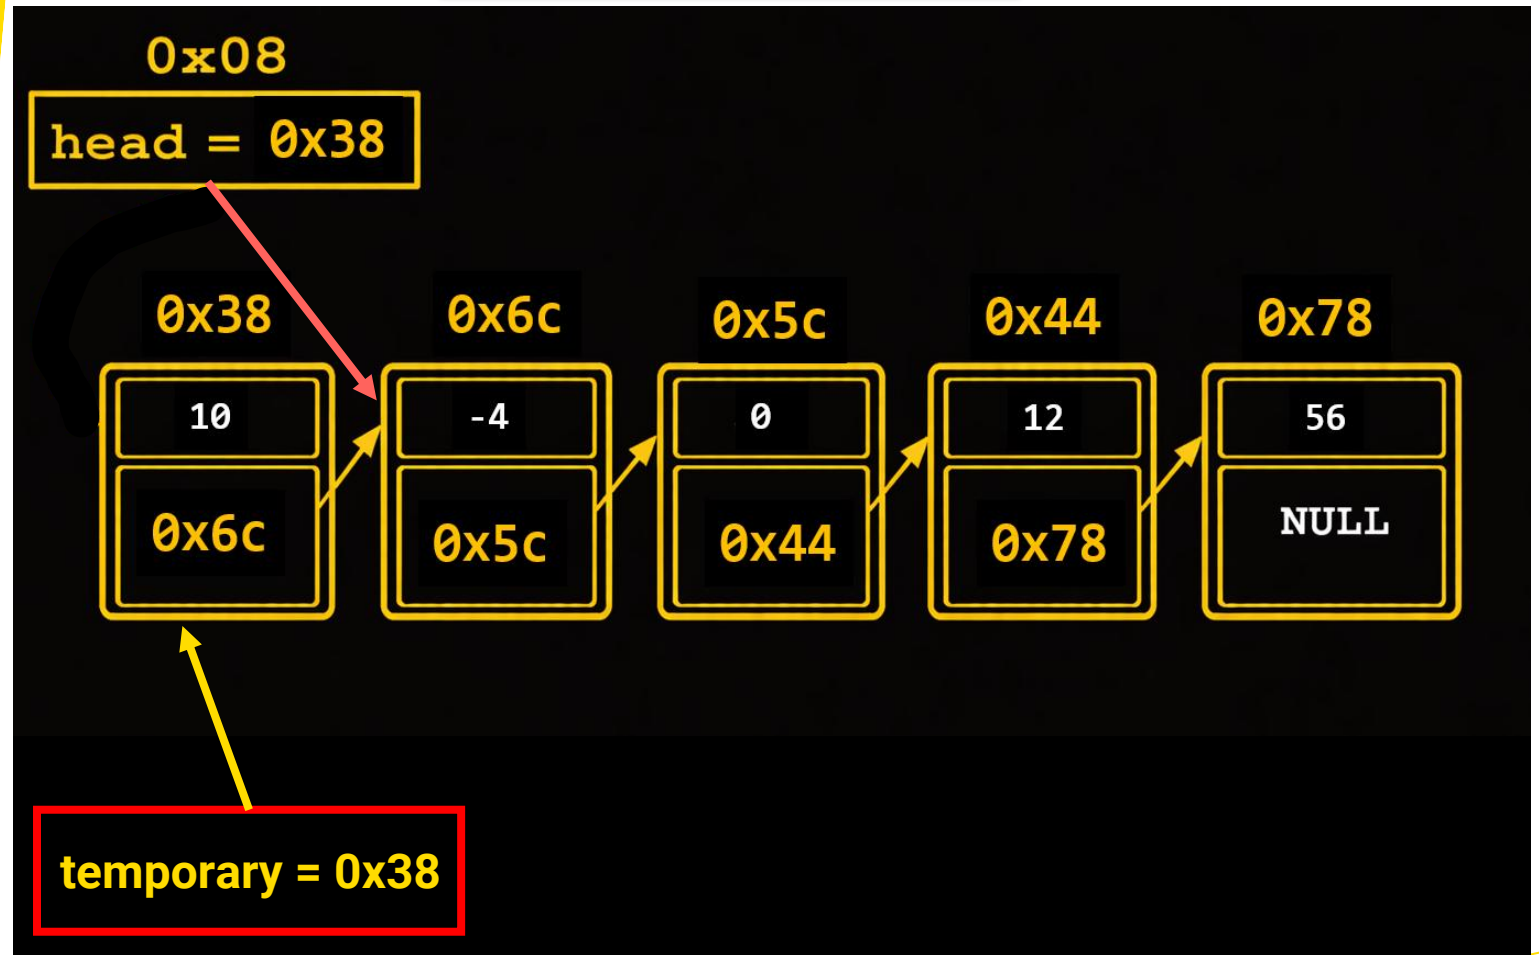 0x08
head = 0x38
0x38 0x6c 0x5c 0x44 0x78
10 -4 0 12 56
0x6c 0x5c 0x44 0x78 NULL
temporary = 0x38